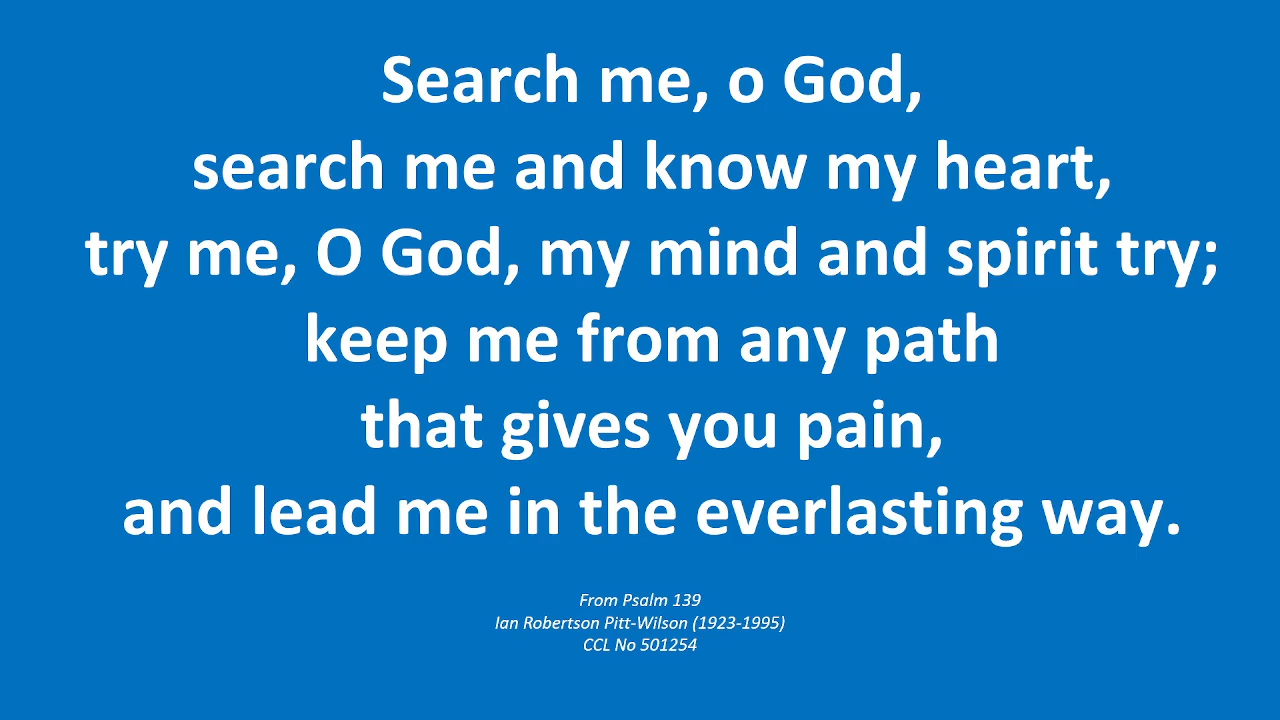 Search me, o God,
search me and know my heart,
try me, O God, my mind and spirit try;
keep me from any path
that gives you pain,
and lead me in the everlasting way.
From Psalm 139
Ian Robertson Pitt-Wilson (1923-1995)
CCL No 501254